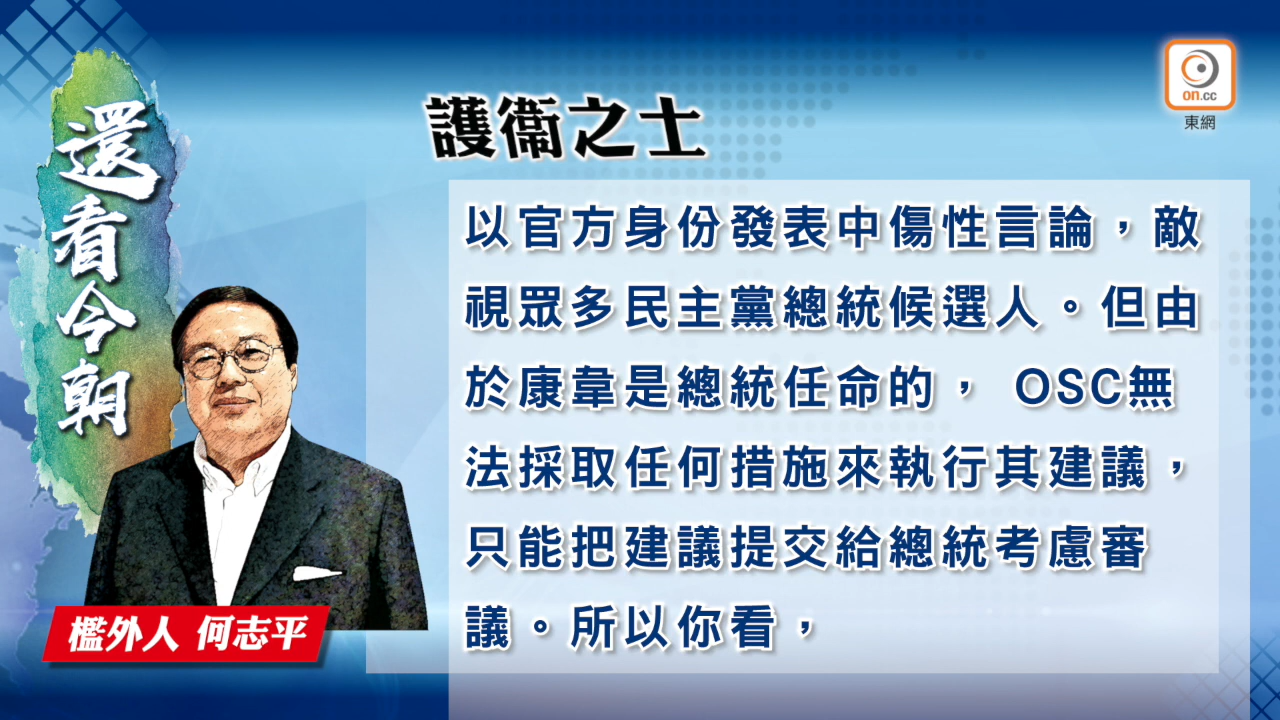 還看今朝
護衞之士
on.cc
東網
以官方身份發表中傷性言論，敵
視眾多民主黨總統候選人。但由
於康韋是總統任命的， OSC無
法採取任何措施來執行其建議，
只能把建議提交給總統考慮審
議。所以你看，
檻外人 何志平